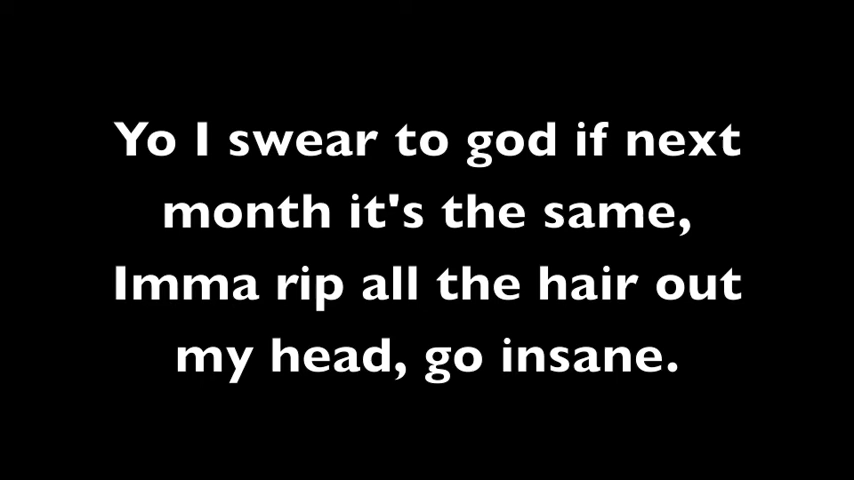 Yo I swear to god if next
month it's the same,
Imma rip all the hair out
my head, go insane.